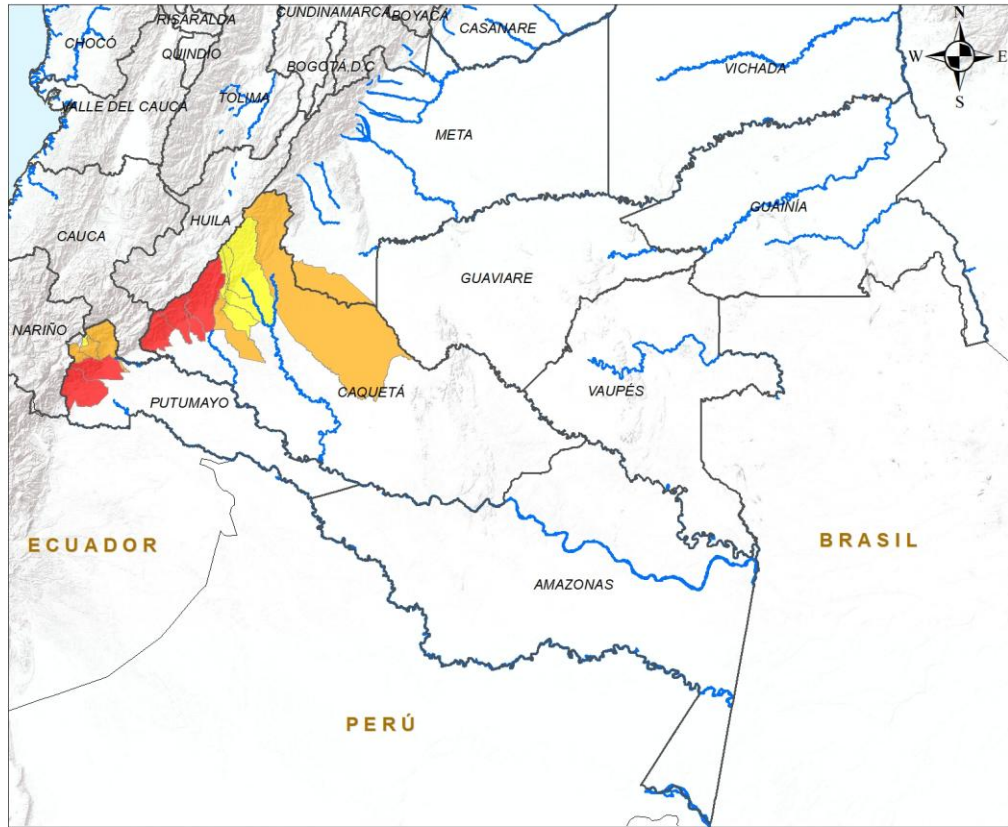 RISARALDA
CUNDINAMARCA
BOYACÁ
CASANARE
N
CHOCÓ
QUINDIO
BOGOTÁ D.C
W
E
VICHADA
S
VALLE DEL CAUCA
TOLIMA
META
HUILA
GUAINÍA
CAUCA
GUAVIARE
NARIÑO
CAQUETÁ
VAUPÉS
PUTUMAYO
ECUADOR
BRASIL
AMAZONAS
PERÚ